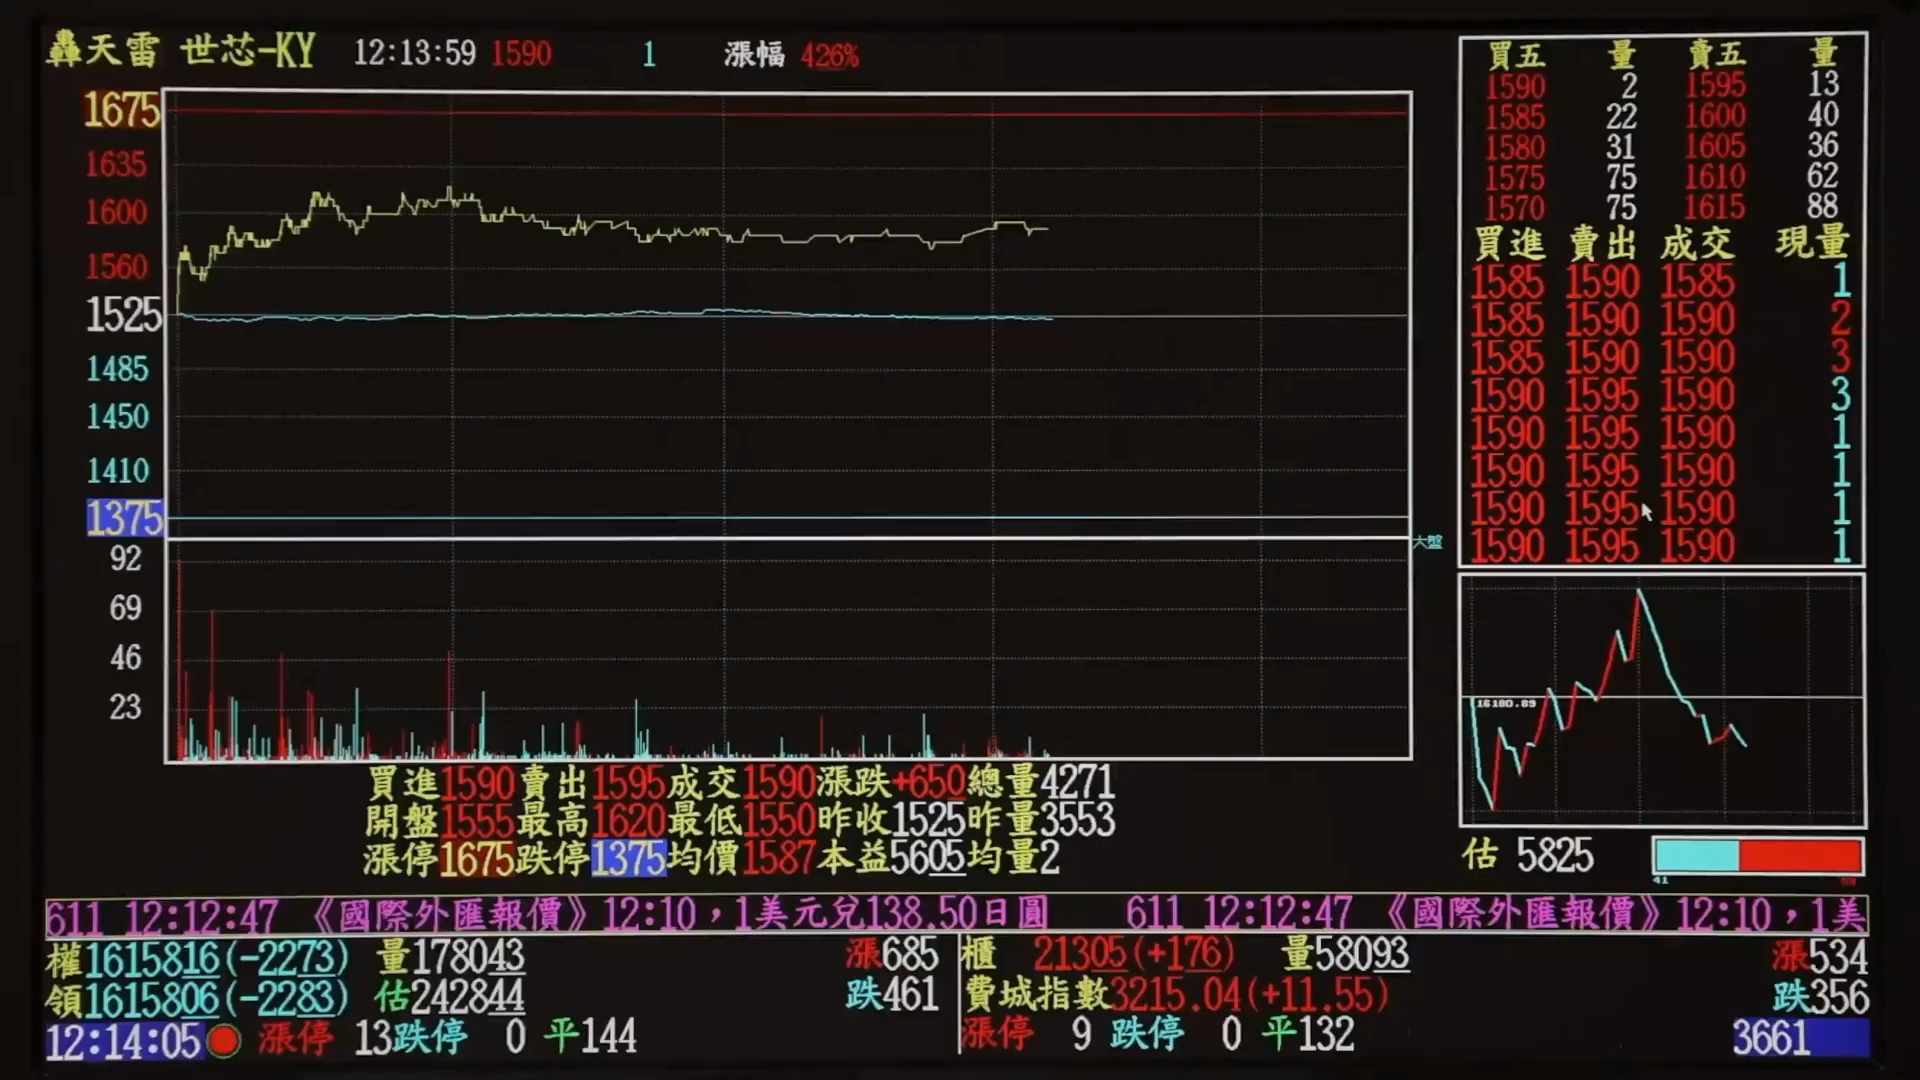 轟天雷 世芯-KY 12:13:59 1590 1 漲幅 426%
1675
1635
1600
1560
1525
1485
1450
1410
1375
92
69
46
23
大盤
買五 量 賣五 量
1590 2 1595 13
1585 22 1600 40
1580 31 1605 36
1575 75 1610 62
1570 75 1615 88
買進 賣出 成交 現量
1585 1590 1585 1
1585 1590 1590 2
1585 1590 1590 3
1590 1595 1590 3
1590 1595 1590 1
1590 1595 1590 1
1590 1595 1590 1
1590 1595 1590 1
16180.89
估 5825
41
買進1590賣出1595成交1590漲跌+650總量4271
開盤1555最高1620最低1550昨收1525昨量3553
漲停1675跌停1375均價1587本益5605均量2
611 12:12:47 《國際外匯報價》12:10，1美元兌138.50日圓 611 12:12:47 《國際外匯報價》12:10，1美
權1615816(-2273) 量178043 漲685
領1615806(-2283) 估242844 跌461
12:14:05 漲停 13跌停 0 平144
櫃 21305(+176) 量58093 漲534
費城指數3215.04(+11.55) 跌356
漲停 9 跌停 0 平132 3661